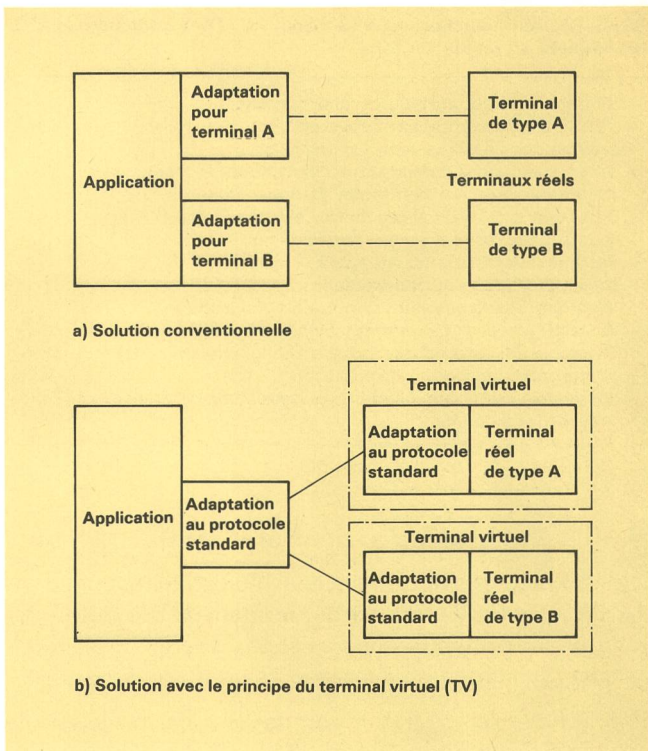 Adaptation
pour
terminal A
Terminal
de type A
Application
Terminaux réels
Adaptation
pour
terminal B
Terminal
de type B
a) Solution conventionnelle
Terminal virtuel
Adaptation
au protocole
standard
Terminal
réel
de type A
Application
Adaptation
au protocole
standard
Terminal virtuel
Adaptation
au protocole
standard
Terminal
réel
de type B
b) Solution avec le principe du terminal virtuel (TV)